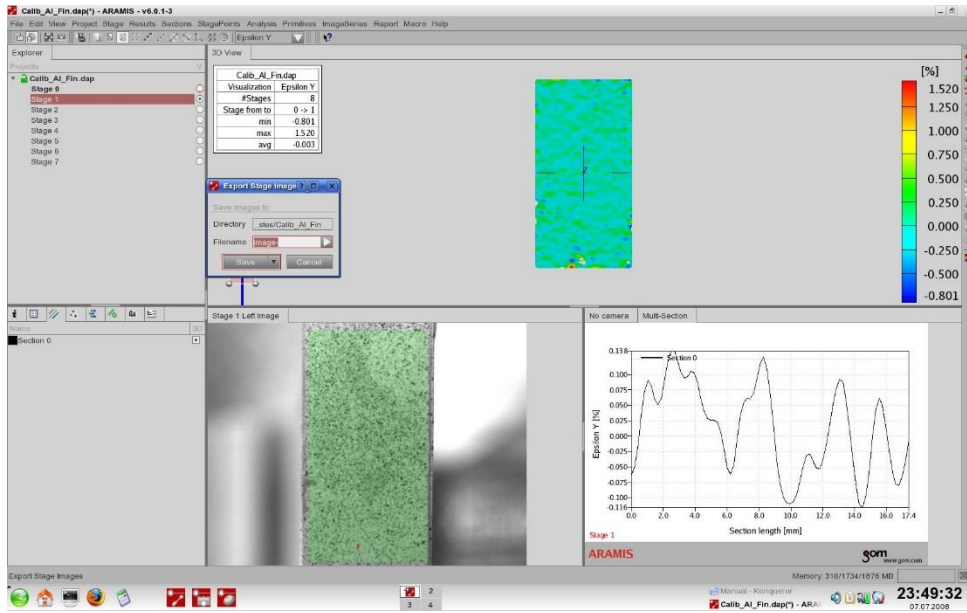 Calib_Al_Fin.dap(*) - ARAMIS - v6.0.1-3
File Edit View Project Stage Results Sections StagePoints Analysis Primitives ImageSeries Report Macro Help
Epsilon Y
Explorer
3D View
Projects V
Calib_Al_Fin.dap
Stage 0
Stage 1
Stage 2
Stage 3
Stage 4
Stage 5
Stage 6
Stage 7
Calib_Al_Fin.dap
Visualization Epsilon Y
#Stages 8
Stage from to 0 -> 1
min -0.801
max 1.520
avg -0.003
Z
[%]
1.520
1.250
1.000
0.750
0.500
0.250
0.000
-0.250
-0.500
-0.801
Export Stage Image
Save images to
Directory .sfes/Calib_Al_Fin
Filename image-
Save Cancel
Name 3D
Section 0
Stage 1 Left Image
No camera Multi-Section
Section 0
0.138
0.100
0.075
0.050
0.025
0.000
-0.025
-0.050
-0.075
-0.100
-0.116
Epsilon Y [%]
0.0 2.0 4.0 6.0 8.0 10.0 12.0 14.0 16.0 17.4
Section length [mm]
Stage 1
ARAMIS
gom
www.gom.com
Export Stage Images
Memory: 310/1734/1876 MB
1 2
3 4
Manual - Konqueror
Calib_Al_Fin.dap(*) - ARA
23:49:32
07.07.2008